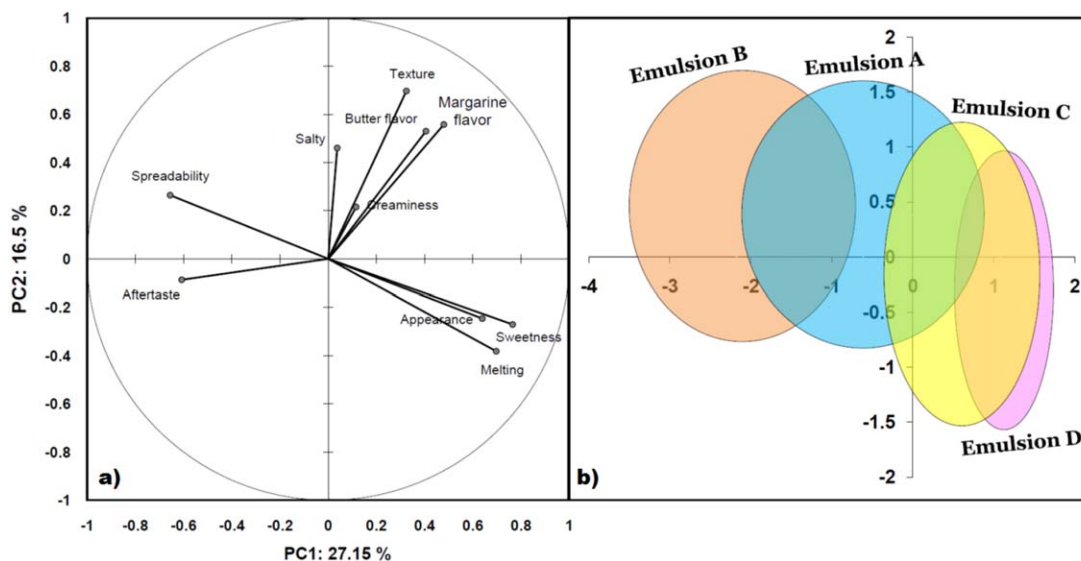 1
0.8
0.6
0.4
0.2
0
-0.2
-0.4
-0.6
-0.8
-1
PC2: 16.5 %
Texture
Margarine
flavor
Butter flavor
Salty
Spreadability
Creaminess
Aftertaste
Appearance
Sweetness
Melting
a)
-1 -0.8 -0.6 -0.4 -0.2 0 0.2 0.4 0.6 0.8 1
PC1: 27.15 %
Emulsion B
Emulsion A
Emulsion C
Emulsion D
2
1.5
1
0.5
0
-0.5
-1
-1.5
-2
-4 -3 -2 -1 0 1 2
b)